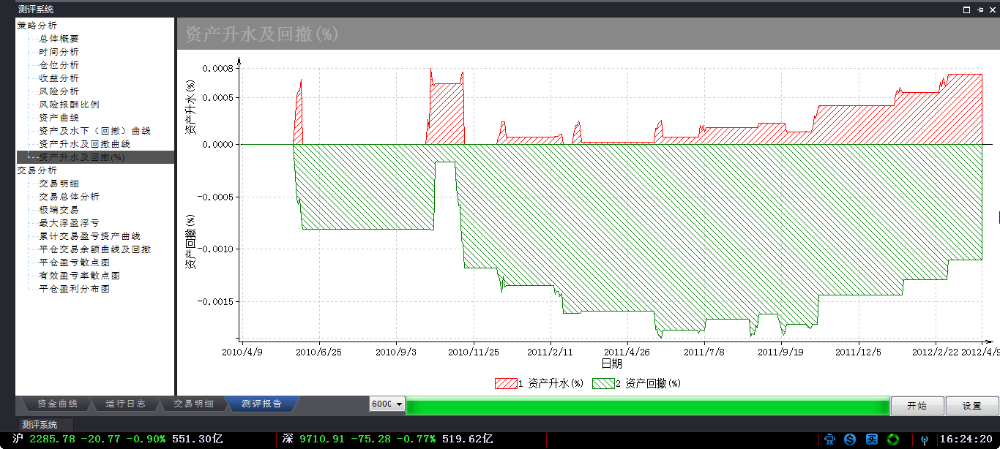 测评系统
策略分析
总体概要
时间分析
仓位分析
收益分析
风险分析
风险报酬比例
资产曲线
资产及水下（回撤）曲线
资产升水及回撤曲线
资产升水及回撤(%)
交易分析
交易明细
交易总体分析
极端交易
最大浮盈浮亏
累计交易盈亏资产曲线
平仓交易余额曲线及回撤
平仓盈亏散点图
有效盈亏率散点图
平仓盈利分布图
资产升水及回撤(%)
资产升水(%)
资产回撤(%)
0.0008
0.0005
0.0000
-0.0005
-0.0010
-0.0015
2010/4/9 2010/6/25 2010/9/3 2010/11/25 2011/2/11 2011/4/26 2011/7/8 2011/9/19 2011/12/5 2012/2/22 2012/4/9
日期
1 资产升水(%) 2 资产回撤(%)
资金曲线 运行日志 交易明细 测评报告 6000 开始 设置
测评系统
沪 2285.78 -20.77 -0.90% 551.30亿 深 9710.91 -75.28 -0.77% 519.62亿 买 16:24:20